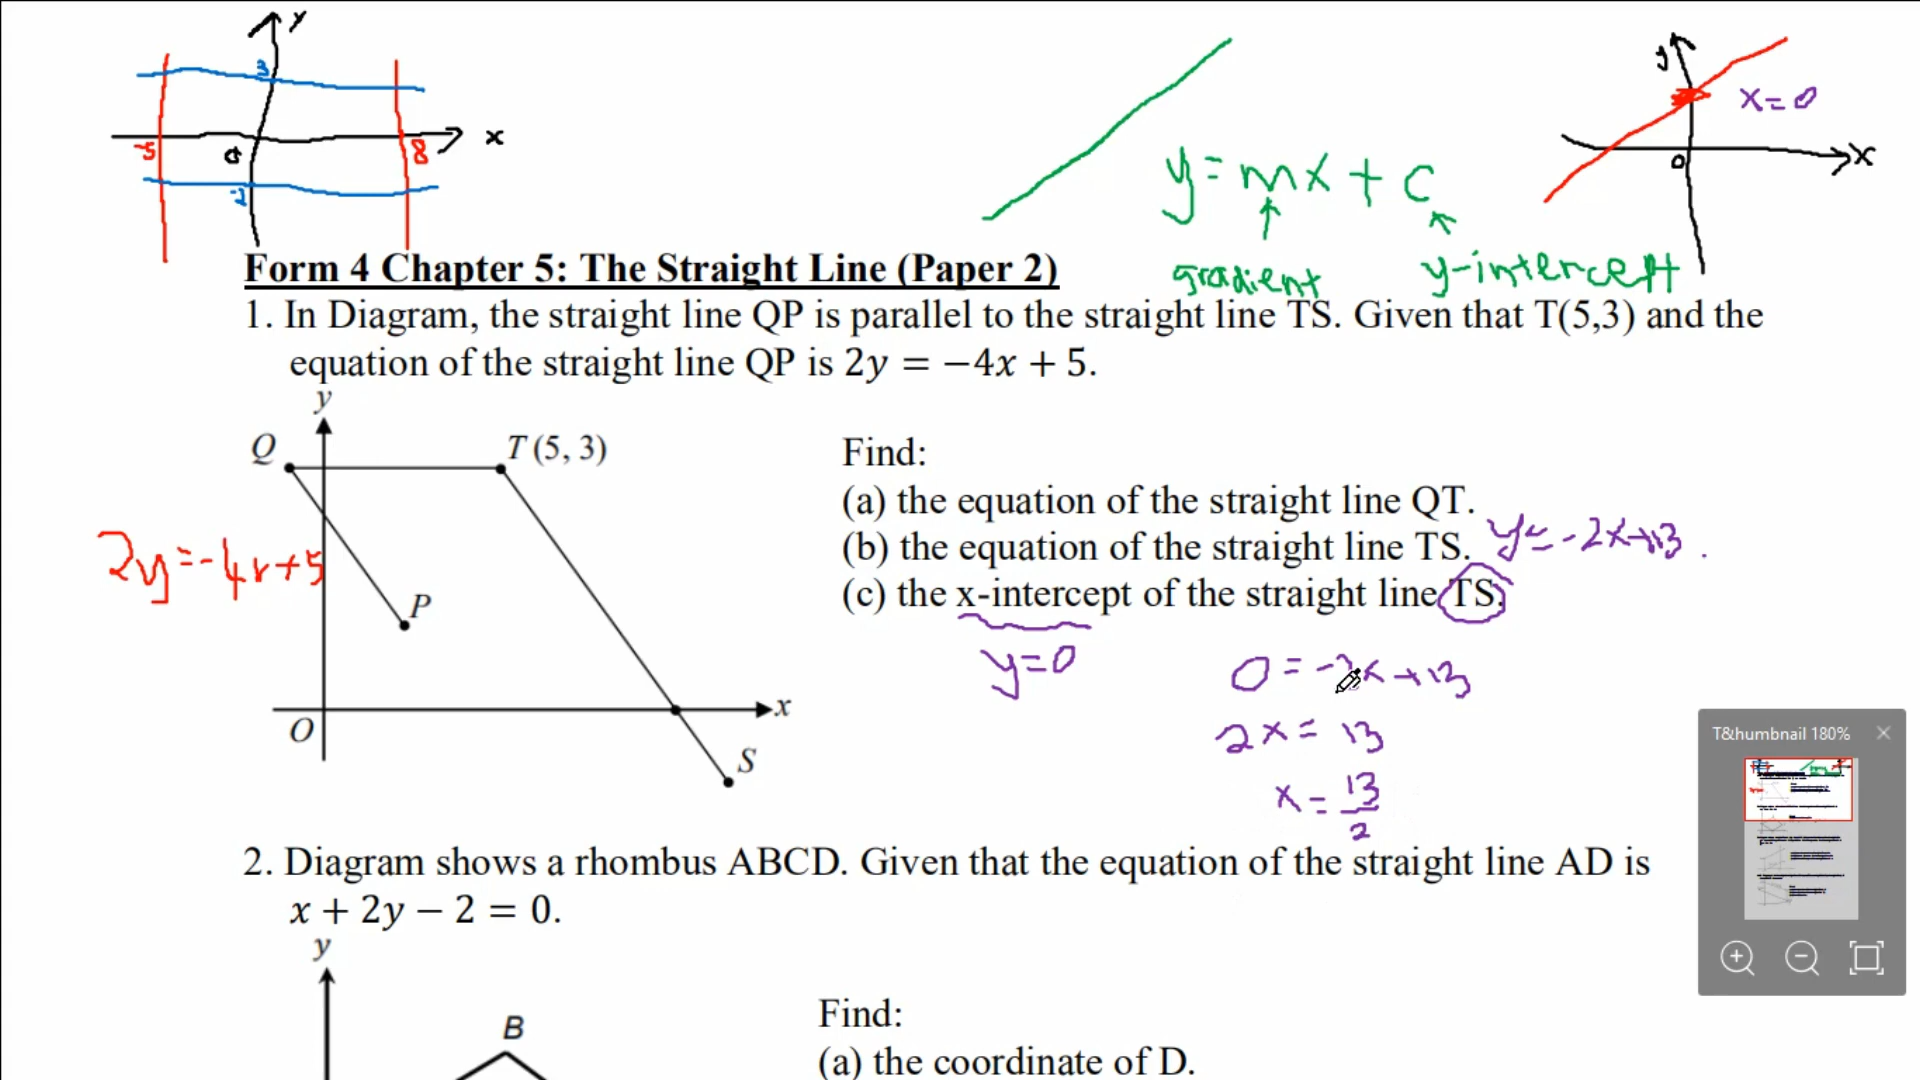 y
3
-5
0
8
x
-2
y
x=0
0
x
y=mx+c
gradient
y-intercept
Form 4 Chapter 5: The Straight Line (Paper 2)
1. In Diagram, the straight line QP is parallel to the straight line TS. Given that T(5,3) and the
equation of the straight line QP is 2y = −4x + 5.
y
Q
T (5, 3)
2y=-4x+5
P
O
x
S
Find:
(a) the equation of the straight line QT.
(b) the equation of the straight line TS. y=-2x+13.
(c) the x-intercept of the straight line TS.
y=0
0=-2x+13
2x=13
x=13/2
T&humbnail 180%
2. Diagram shows a rhombus ABCD. Given that the equation of the straight line AD is
x + 2y − 2 = 0.
y
B
Find:
(a) the coordinate of D.